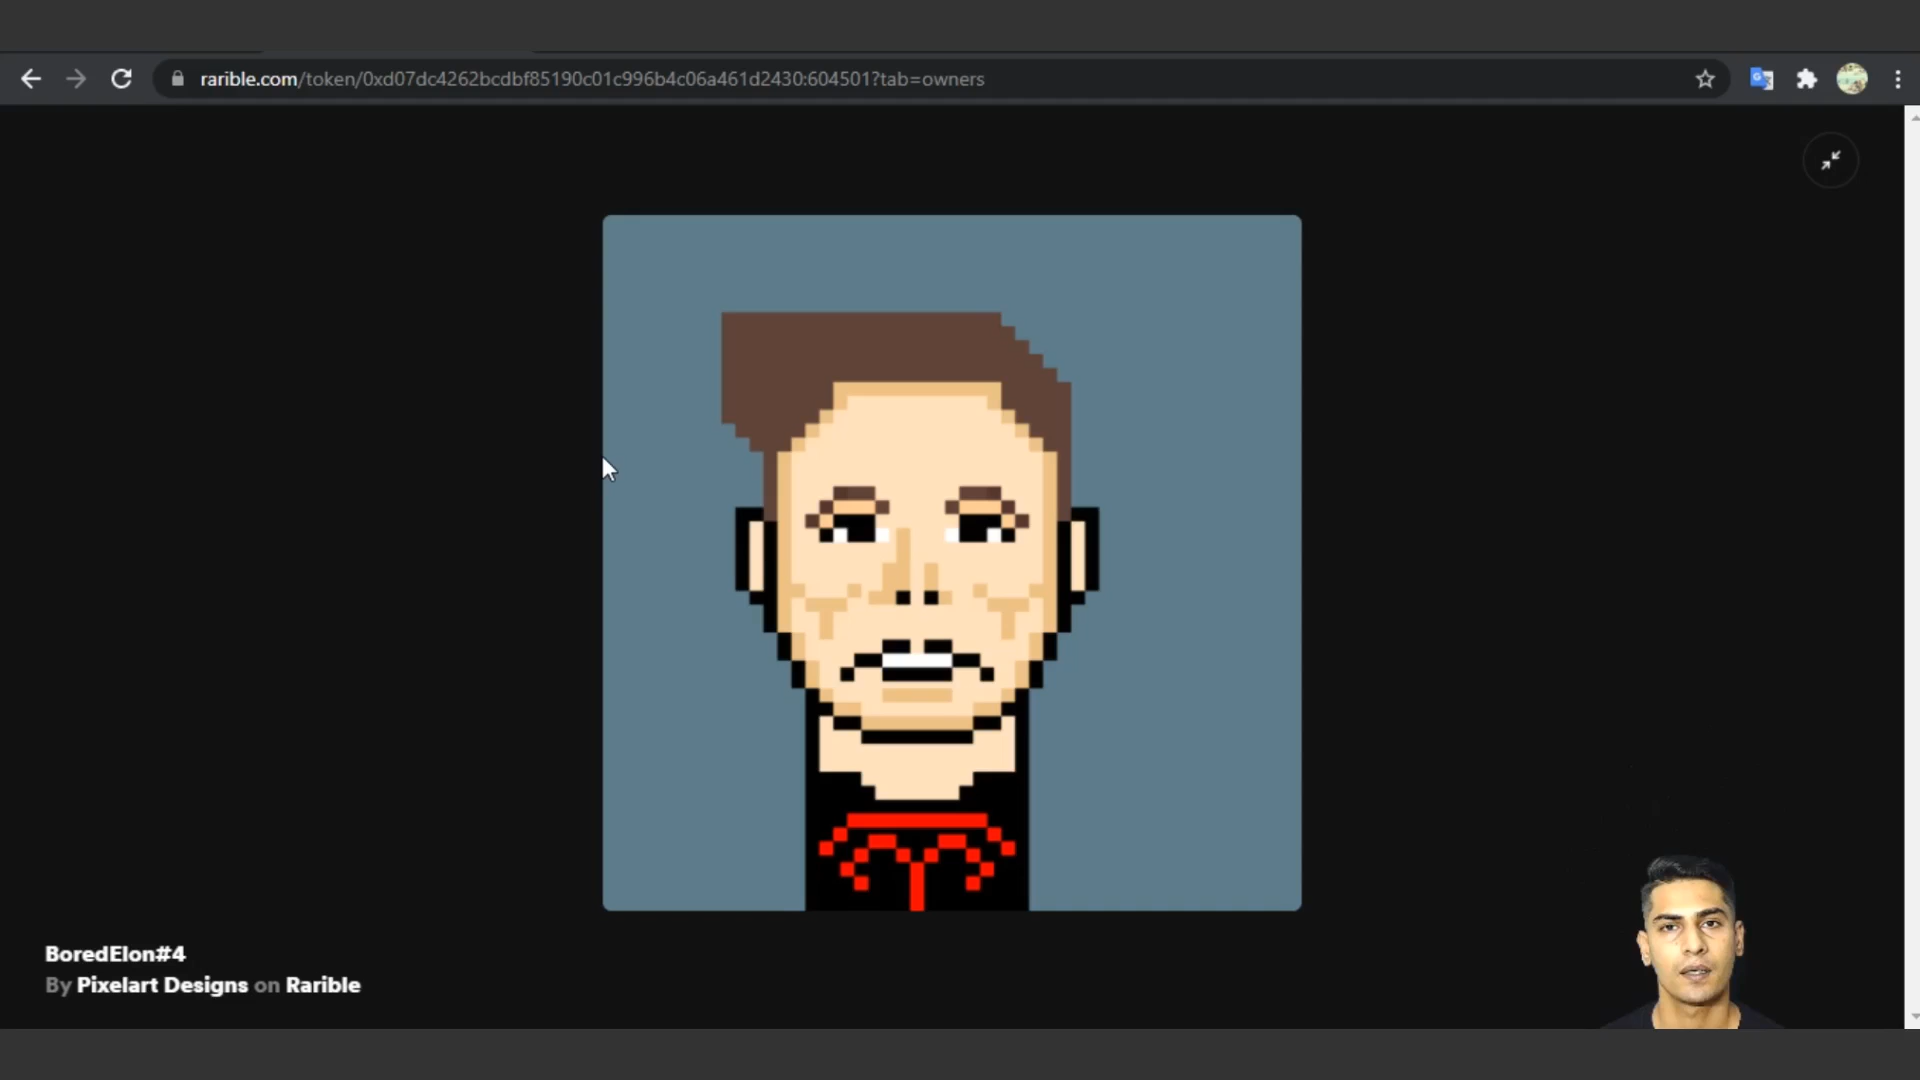 rarible.com/token/0xd07dc4262bcdbf85190c01c996b4c06a461d2430:604501?tab=owners
BoredElon#4
By Pixelart Designs on Rarible